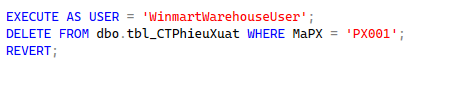 EXECUTE AS USER = 'WinmartWarehouseUser';
DELETE FROM dbo.tbl_CTPhieuXuat WHERE MaPX = 'PX001';
REVERT;